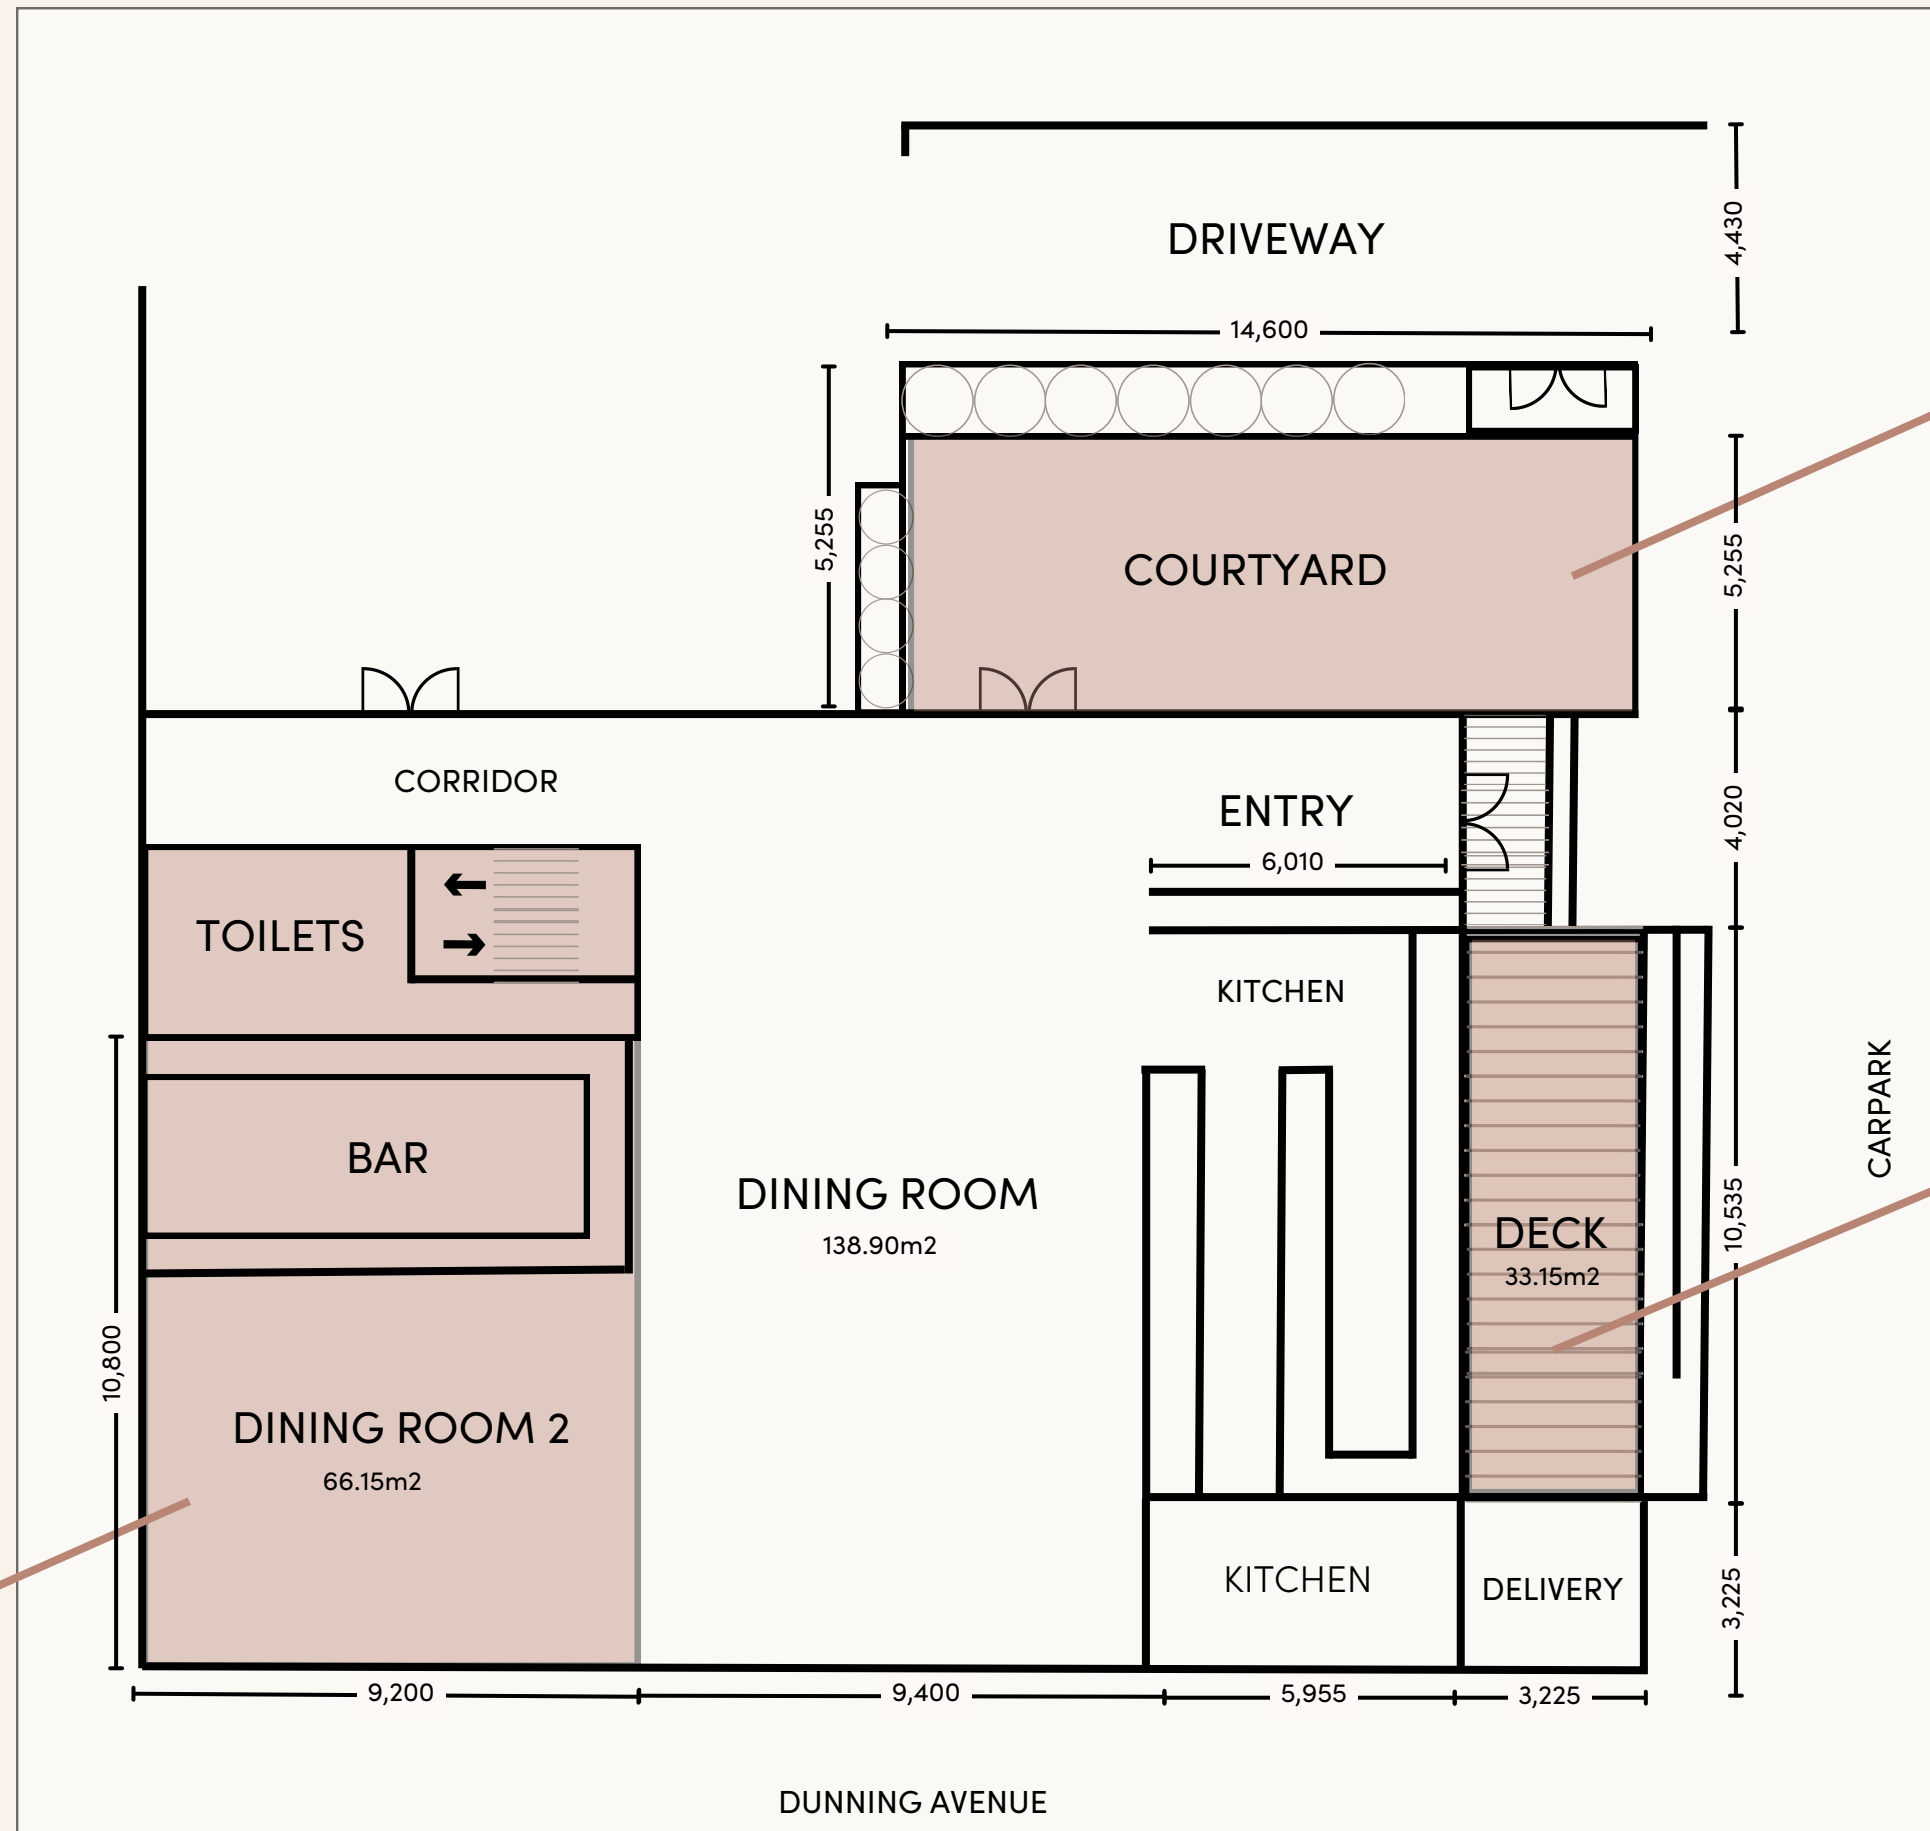 4,430
DRIVEWAY
14,600
5,255
COURTYARD
5,255
CORRIDOR
ENTRY
4,020
6,010
TOILETS
KITCHEN
CARPARK
BAR
DINING ROOM
138.90m2
DECK
33.15m2
10,535
10,800
DINING ROOM 2
66.15m2
KITCHEN
DELIVERY
3,225
9,200
9,400
5,955
3,225
DUNNING AVENUE